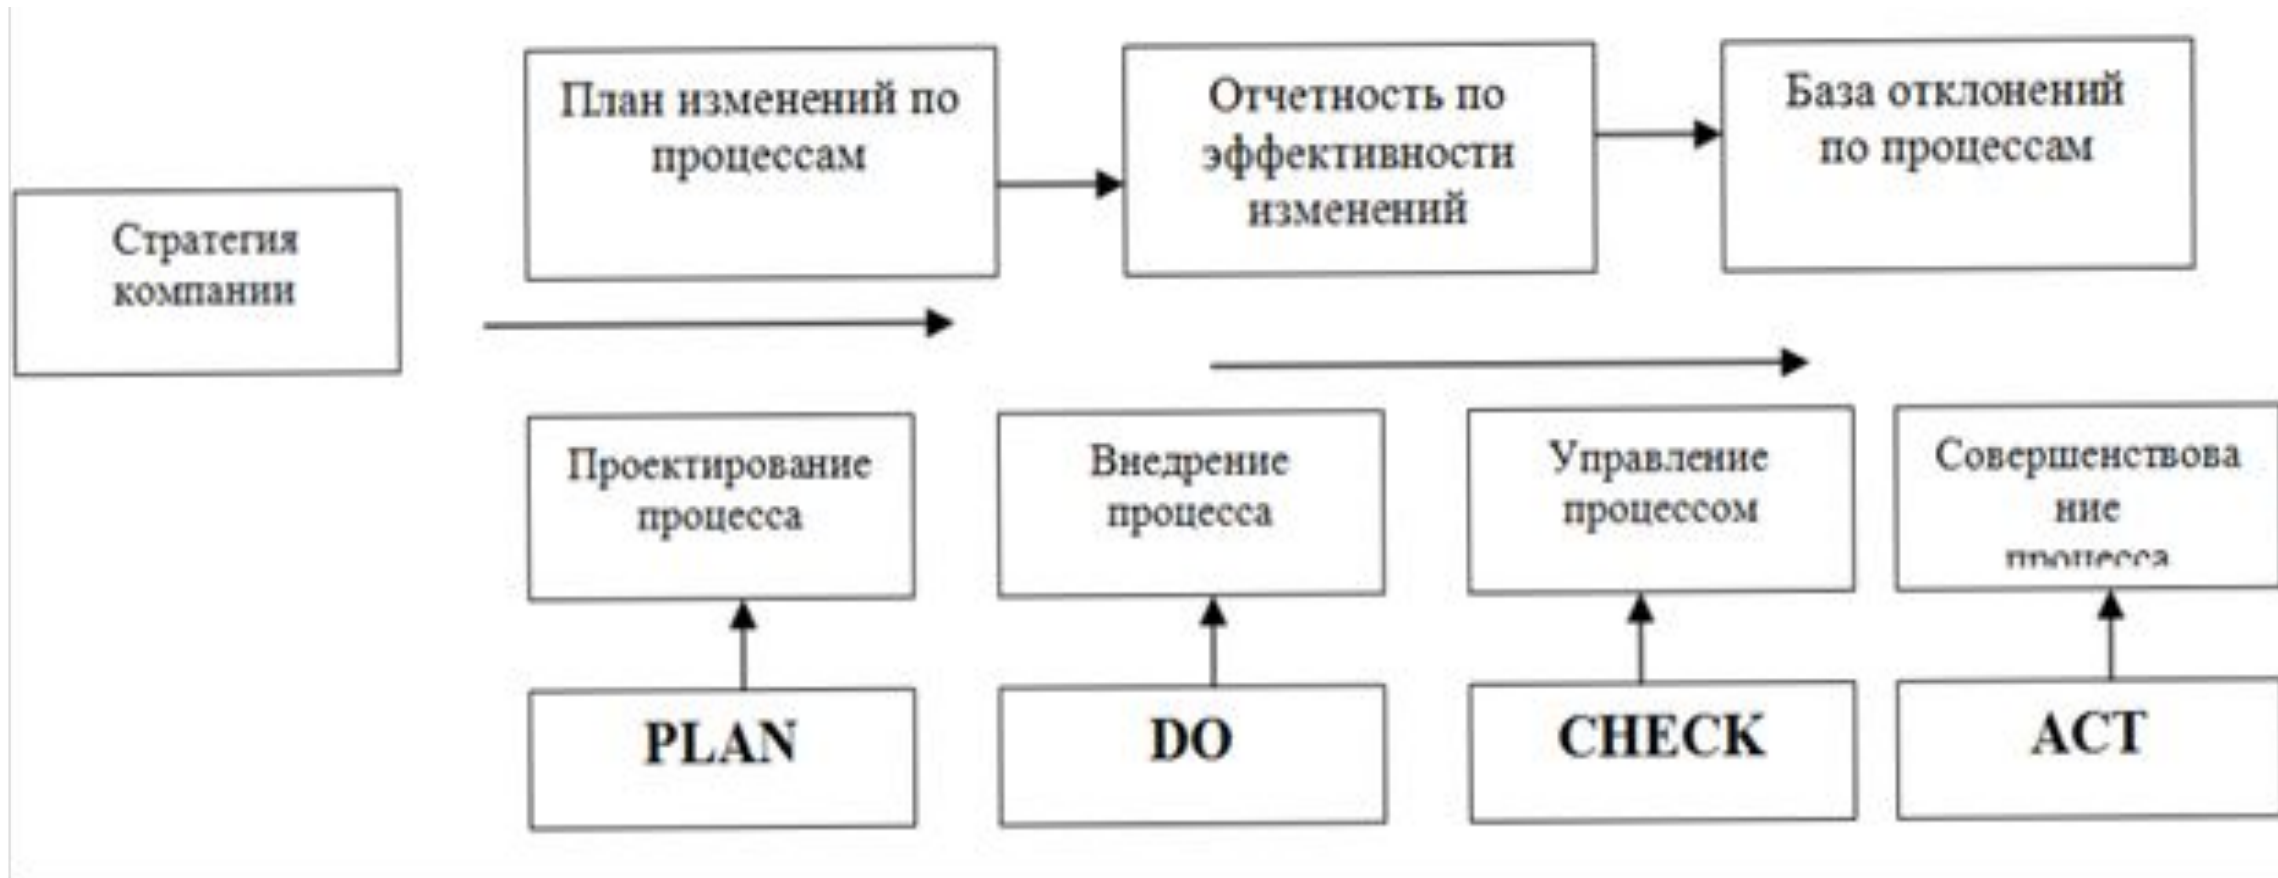 План изменений по
процессам
Отчетность по
эффективности
изменений
База отклонений
по процессам
Стратегия
компании
Проектирование
процесса
Внедрение
процесса
Управление
процессом
Совершенствова
ние
процесса
PLAN
DO
CHECK
ACT